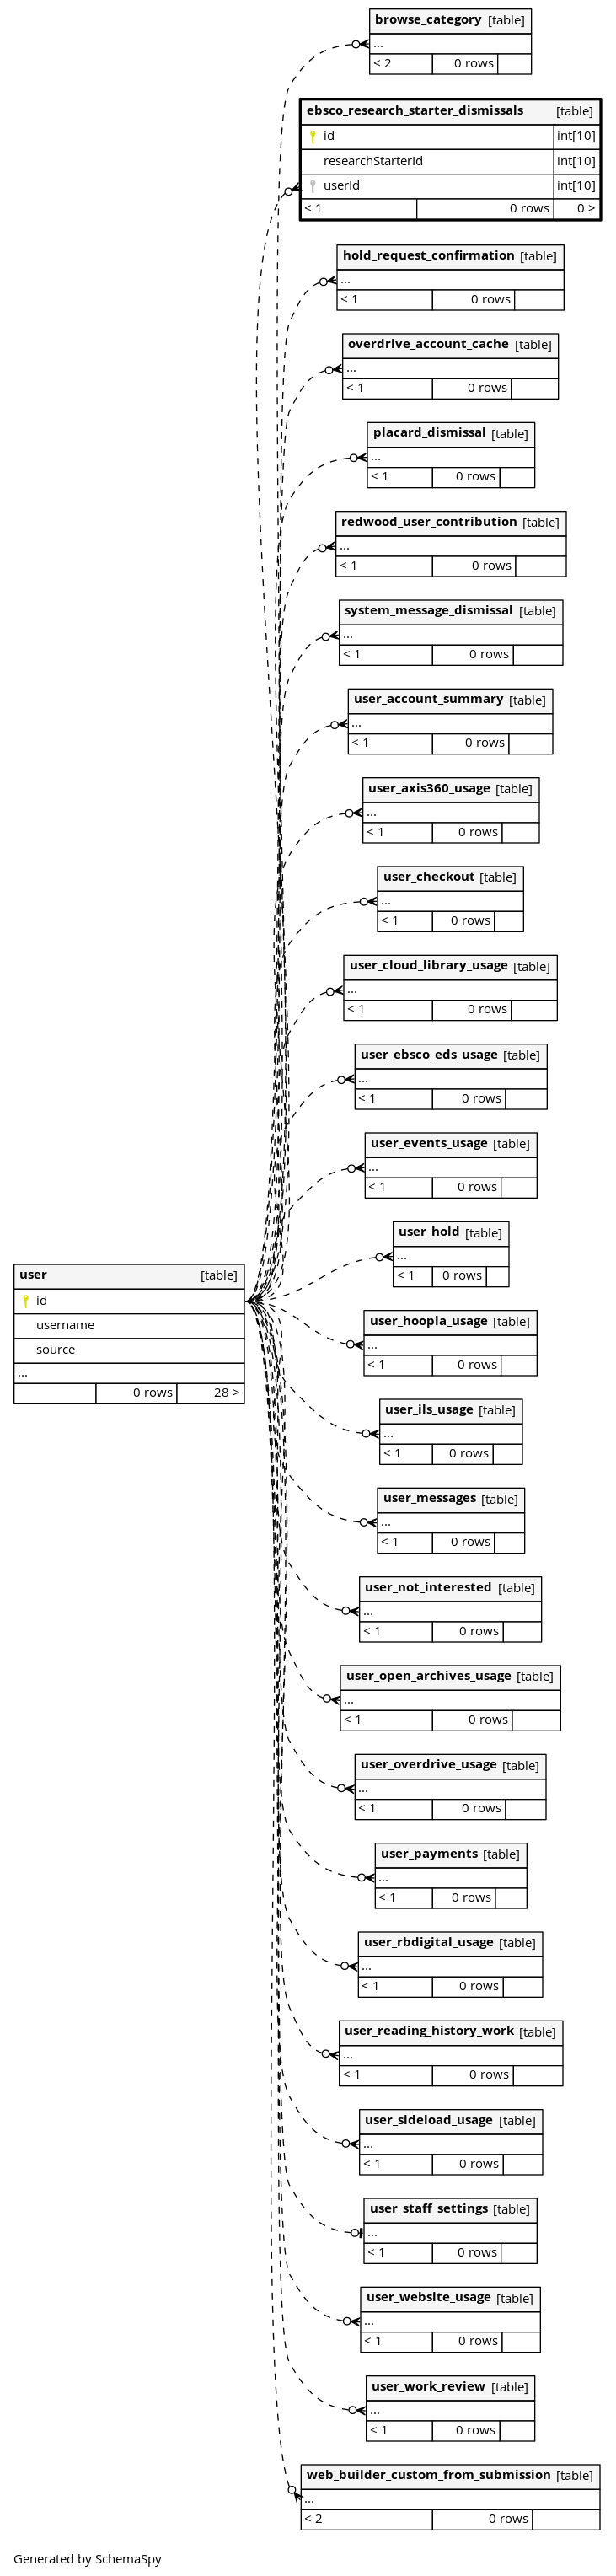 browse_category [table]
...
< 2 0 rows
ebsco_research_starter_dismissals [table]
id int[10]
researchStarterId int[10]
userId int[10]
< 1 0 rows 0 >
hold_request_confirmation [table]
...
< 1 0 rows
overdrive_account_cache [table]
...
< 1 0 rows
placard_dismissal [table]
...
< 1 0 rows
redwood_user_contribution [table]
...
< 1 0 rows
system_message_dismissal [table]
...
< 1 0 rows
user_account_summary [table]
...
< 1 0 rows
user_axis360_usage [table]
...
< 1 0 rows
user_checkout [table]
...
< 1 0 rows
user_cloud_library_usage [table]
...
< 1 0 rows
user_ebsco_eds_usage [table]
...
< 1 0 rows
user_events_usage [table]
...
< 1 0 rows
user_hold [table]
...
< 1 0 rows
user [table]
id
username
source
...
0 rows 28 >
user_hoopla_usage [table]
...
< 1 0 rows
user_ils_usage [table]
...
< 1 0 rows
user_messages [table]
...
< 1 0 rows
user_not_interested [table]
...
< 1 0 rows
user_open_archives_usage [table]
...
< 1 0 rows
user_overdrive_usage [table]
...
< 1 0 rows
user_payments [table]
...
< 1 0 rows
user_rbdigital_usage [table]
...
< 1 0 rows
user_reading_history_work [table]
...
< 1 0 rows
user_sideload_usage [table]
...
< 1 0 rows
user_staff_settings [table]
...
< 1 0 rows
user_website_usage [table]
...
< 1 0 rows
user_work_review [table]
...
< 1 0 rows
web_builder_custom_from_submission [table]
...
< 2 0 rows
Generated by SchemaSpy